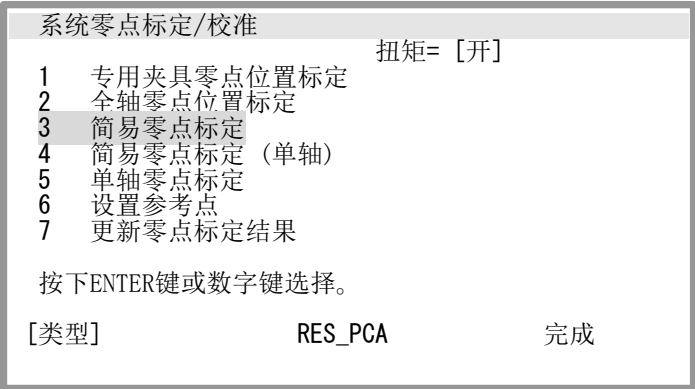 系统零点标定/校准
扭矩= [开]
1 专用夹具零点位置标定
2 全轴零点位置标定
3 简易零点标定
4 简易零点标定 (单轴)
5 单轴零点标定
6 设置参考点
7 更新零点标定结果
按下ENTER键或数字键选择。
[类型] RES_PCA 完成